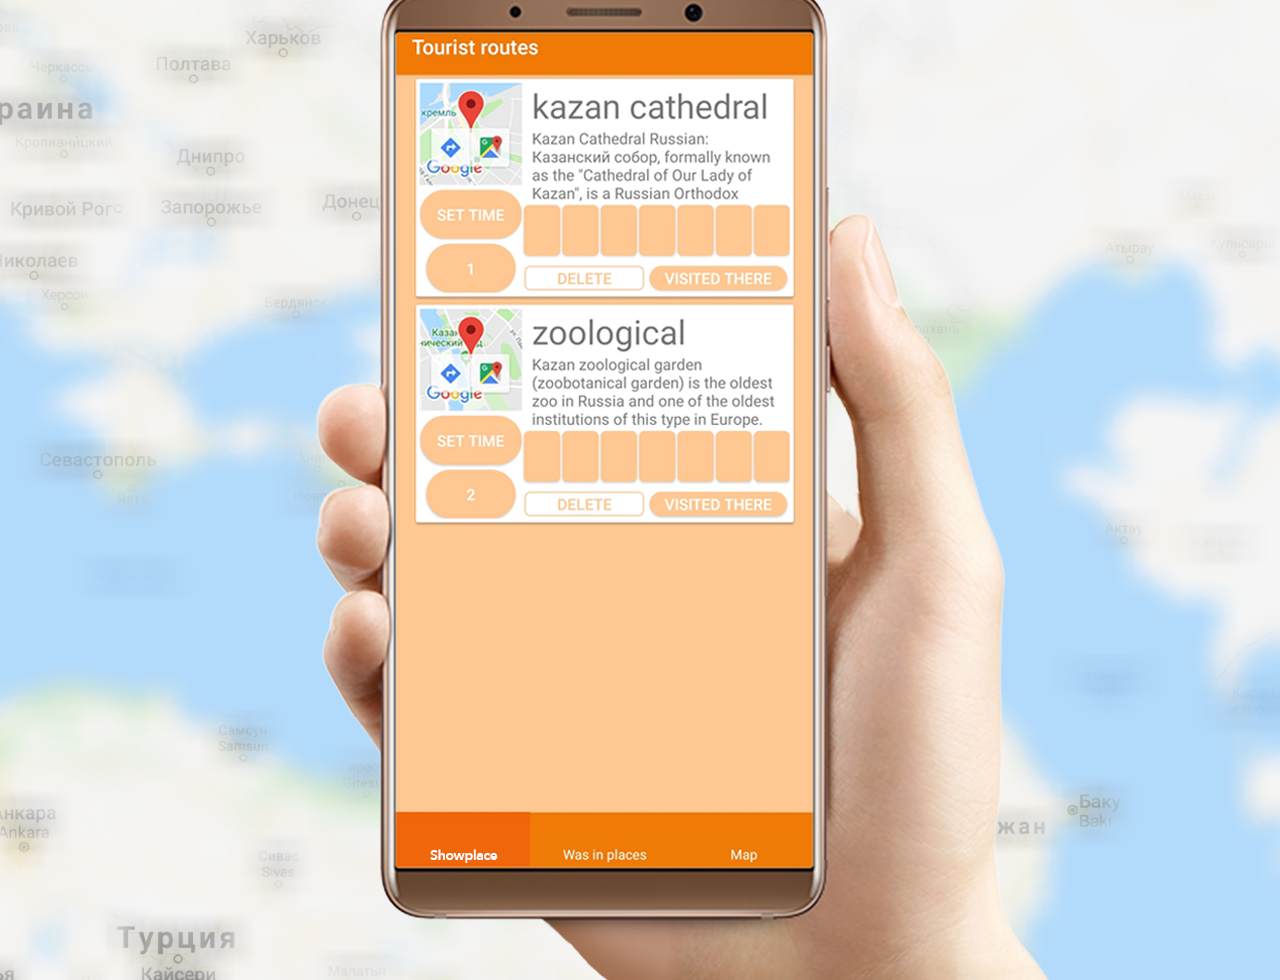 Tourist routes
кремль
Google
kazan cathedral
Kazan Cathedral Russian:
Казанский собор, formally known
as the "Cathedral of Our Lady of
Kazan", is a Russian Orthodox
SET TIME
1
DELETE
VISITED THERE
Google
zoological
Kazan zoological garden
(zoobotanical garden) is the oldest
zoo in Russia and one of the oldest
institutions of this type in Europe.
SET TIME
2
DELETE
VISITED THERE
Showplace
Was in places
Map
Харьков
Полтава
Черкассы
раина
Кропивницкий
Днипро
Кривой Рог
Запорожье
Донец
иколаев
Херсон
Бердянск
Севастополь
Ялта
Самсун
Samsun
нкара
Ankara
Сивас
Sivas
Турция
Кайсери
Малатья
Атырау
Актау
Баку
Bakı
жан